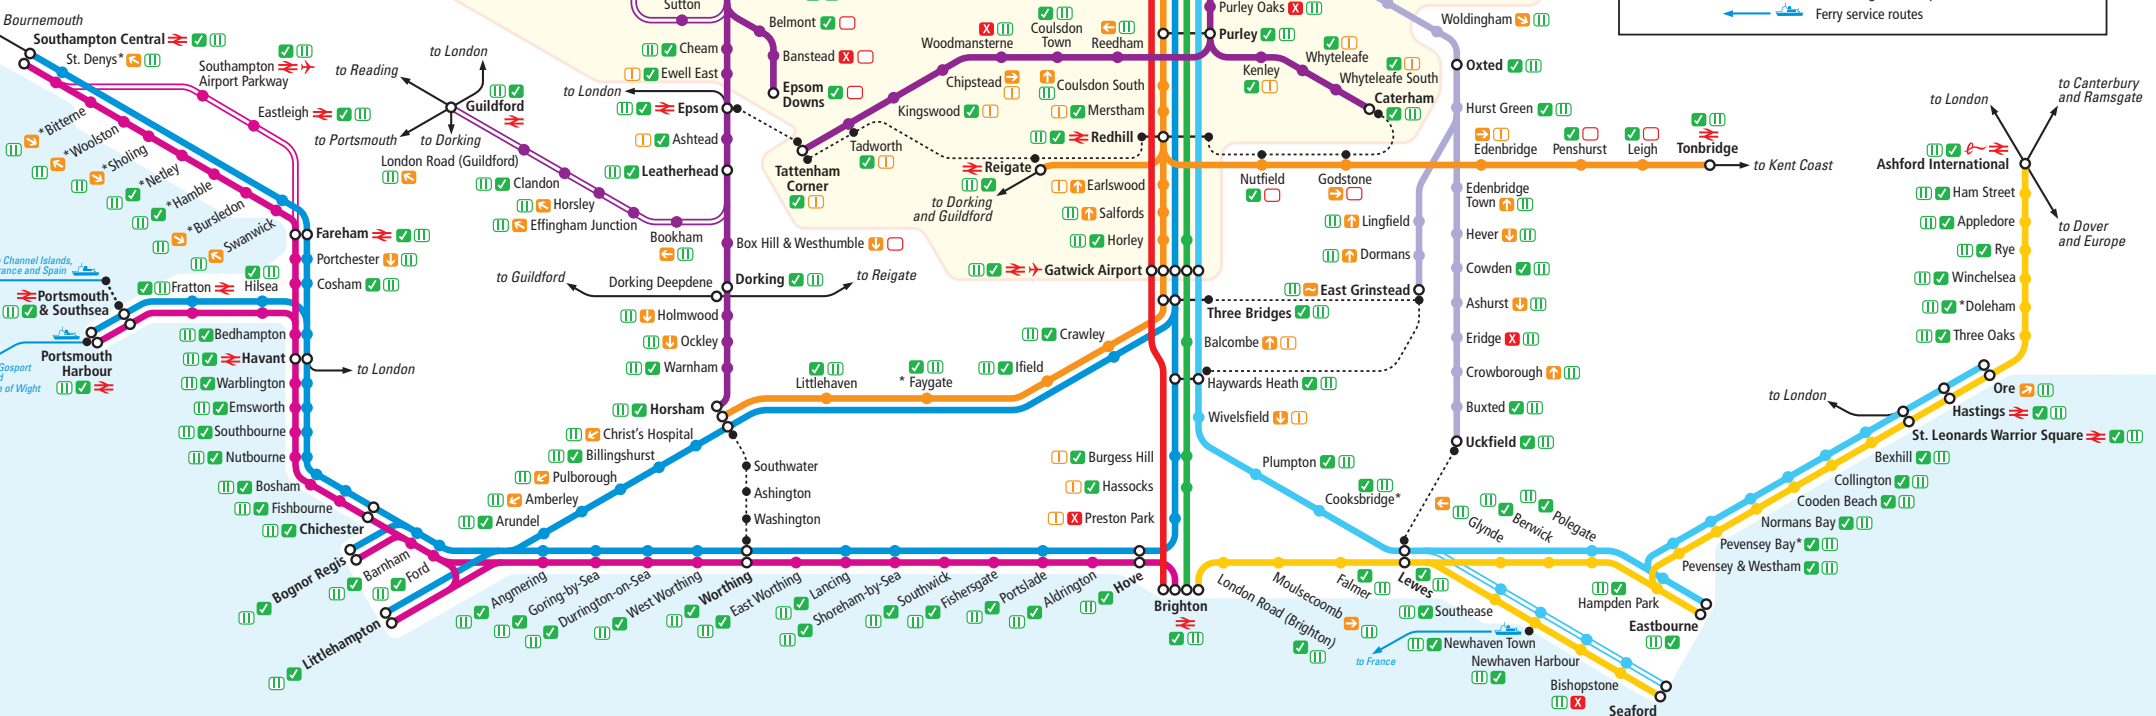 Bournemouth
Southampton Central
St. Denys*
Southampton
Airport Parkway
Eastleigh
*Bitterne
*Woolston
*Sholing
*Netley
*Hamble
*Bursledon
Swanwick
Fareham
Portchester
Cosham
Hilsea
Fratton
Channel Islands,
rance and Spain
Portsmouth
& Southsea
Portsmouth
Harbour
Gosport
e of Wight
Bedhampton
Havant
to London
Warblington
Emsworth
Southbourne
Nutbourne
Bosham
Fishbourne
Chichester
Bognor Regis
Barnham
Ford
Littlehampton
to Reading
to London
Guildford
to Portsmouth
to Dorking
London Road (Guildford)
Clandon
Horsley
Effingham Junction
Bookham
Sutton
Cheam
Ewell East
to London
Epsom
Ashtead
Leatherhead
Box Hill & Westhumble
to Guildford
Dorking Deepdene
Dorking
to Reigate
Holmwood
Ockley
Warnham
Horsham
Christ's Hospital
Billingshurst
Pulborough
Amberley
Arundel
Southwater
Ashington
Washington
Littlehaven
* Faygate
Ifield
Crawley
Belmont
Banstead
Epsom
Downs
Tattenham
Corner
Tadworth
Kingswood
Chipstead
Woodmansterne
Coulsdon
Town
Reedham
Coulsdon South
Merstham
Redhill
Reigate
to Dorking
and Guildford
Earlswood
Salfords
Horley
Gatwick Airport
Three Bridges
Balcombe
Haywards Heath
Wivelsfield
Burgess Hill
Hassocks
Preston Park
Plumpton
Cooksbridge*
Purley Oaks
Purley
Kenley
Whyteleafe
Whyteleafe South
Caterham
Nutfield
Godstone
Edenbridge
Penshurst
Leigh
Tonbridge
to Kent Coast
Woldingham
Oxted
Hurst Green
Edenbridge
Town
Lingfield
Hever
Dormans
Cowden
East Grinstead
Ashurst
Eridge
Crowborough
Buxted
Uckfield
Glynde
Berwick
Polegate
Angmering
Goring-by-Sea
Durrington-on-Sea
West Worthing
Worthing
East Worthing
Lancing
Shoreham-by-Sea
Southwick
Fishersgate
Portslade
Aldrington
Hove
Brighton
London Road (Brighton)
Moulsecoomb
Falmer
Lewes
Southease
Newhaven Town
to France
Newhaven Harbour
Bishopstone
Seaford
Hampden Park
Eastbourne
Pevensey & Westham
Pevensey Bay*
Normans Bay
Cooden Beach
Collington
Bexhill
St. Leonards Warrior Square
Hastings
Ore
to London
Three Oaks
*Doleham
Winchelsea
Rye
Appledore
Ham Street
Ashford International
to London
to Canterbury
and Ramsgate
to Dover
and Europe
Ferry service routes